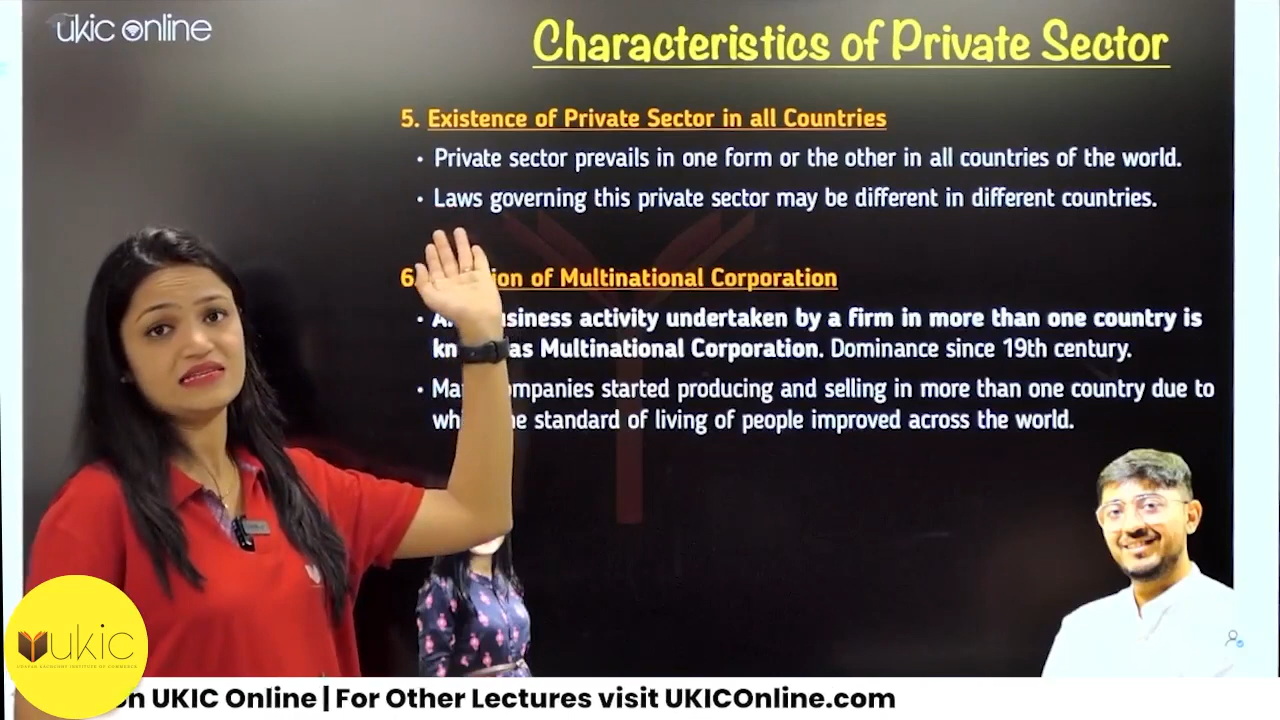 ukic online
Characteristics of Private Sector
5. Existence of Private Sector in all Countries
• Private sector prevails in one form or the other in all countries of the world.
• Laws governing this private sector may be different in different countries.
6. ion of Multinational Corporation
• A usiness activity undertaken by a firm in more than one country is
kn as Multinational Corporation. Dominance since 19th century.
• Ma ompanies started producing and selling in more than one country due to
wh e standard of living of people improved across the world.
ukic
on UKIC Online | For Other Lectures visit UKICOnline.com